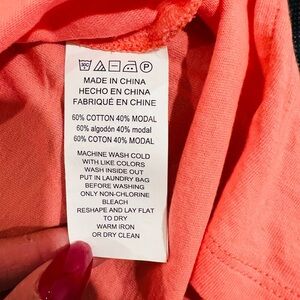 MADE IN CHINA
HECHO EN CHINA
FABRIQUÉ EN CHINE
60% COTTON 40% MODAL
60% algodón 40% modal
60% COTON 40% MODAL
MACHINE WASH COLD
WITH LIKE COLORS
WASH INSIDE OUT
PUT IN LAUNDRY BAG
BEFORE WASHING
ONLY NON-CHLORINE
BLEACH
RESHAPE AND LAY FLAT
TO DRY
WARM IRON
OR DRY CLEAN